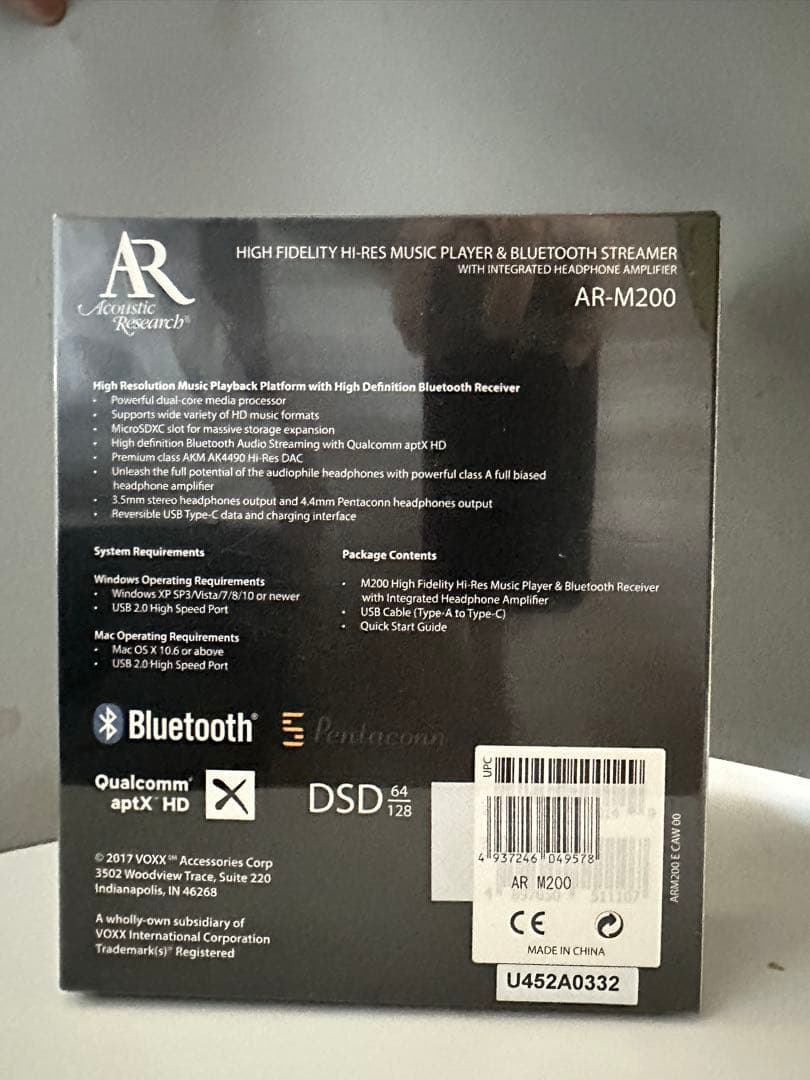 AR
Acoustic
Research®
HIGH FIDELITY HI-RES MUSIC PLAYER & BLUETOOTH STREAMER
WITH INTEGRATED HEADPHONE AMPLIFIER
AR-M200
High Resolution Music Playback Platform with High Definition Bluetooth Receiver
• Powerful dual-core media processor
• Supports wide variety of HD music formats
• MicroSDXC slot for massive storage expansion
• High definition Bluetooth Audio Streaming with Qualcomm aptX HD
• Premium class AKM AK4490 Hi-Res DAC
• Unleash the full potential of the audiophile headphones with powerful class A full biased
headphone amplifier
• 3.5mm stereo headphones output and 4.4mm Pentaconn headphones output
• Reversible USB Type-C data and charging interface
System Requirements
Windows Operating Requirements
• Windows XP SP3/Vista/7/8/10 or newer
• USB 2.0 High Speed Port
Mac Operating Requirements
• Mac OS X 10.6 or above
• USB 2.0 High Speed Port
Package Contents
• M200 High Fidelity Hi-Res Music Player & Bluetooth Receiver
with Integrated Headphone Amplifier
• USB Cable (Type-A to Type-C)
• Quick Start Guide
Bluetooth®
Pentaconn
Qualcomm®
aptX™ HD
DSD 64
128
© 2017 VOXX℠ Accessories Corp
3502 Woodview Trace, Suite 220
Indianapolis, IN 46268
A wholly-own subsidiary of
VOXX International Corporation
Trademark(s)® Registered
UPC
4 937246 049578
AR M200
CE
MADE IN CHINA
U452A0332
ARM200 E CAW 00